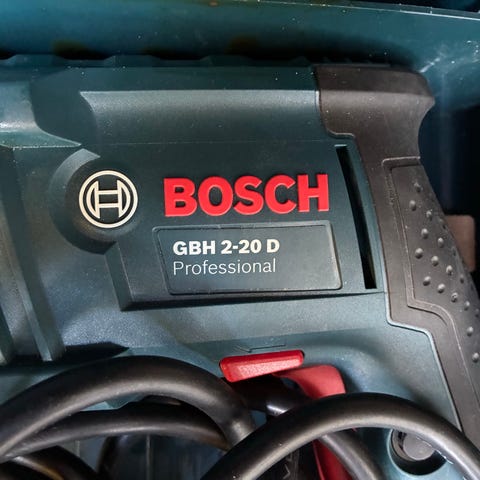 BOSCH
GBH 2-20 D
Professional